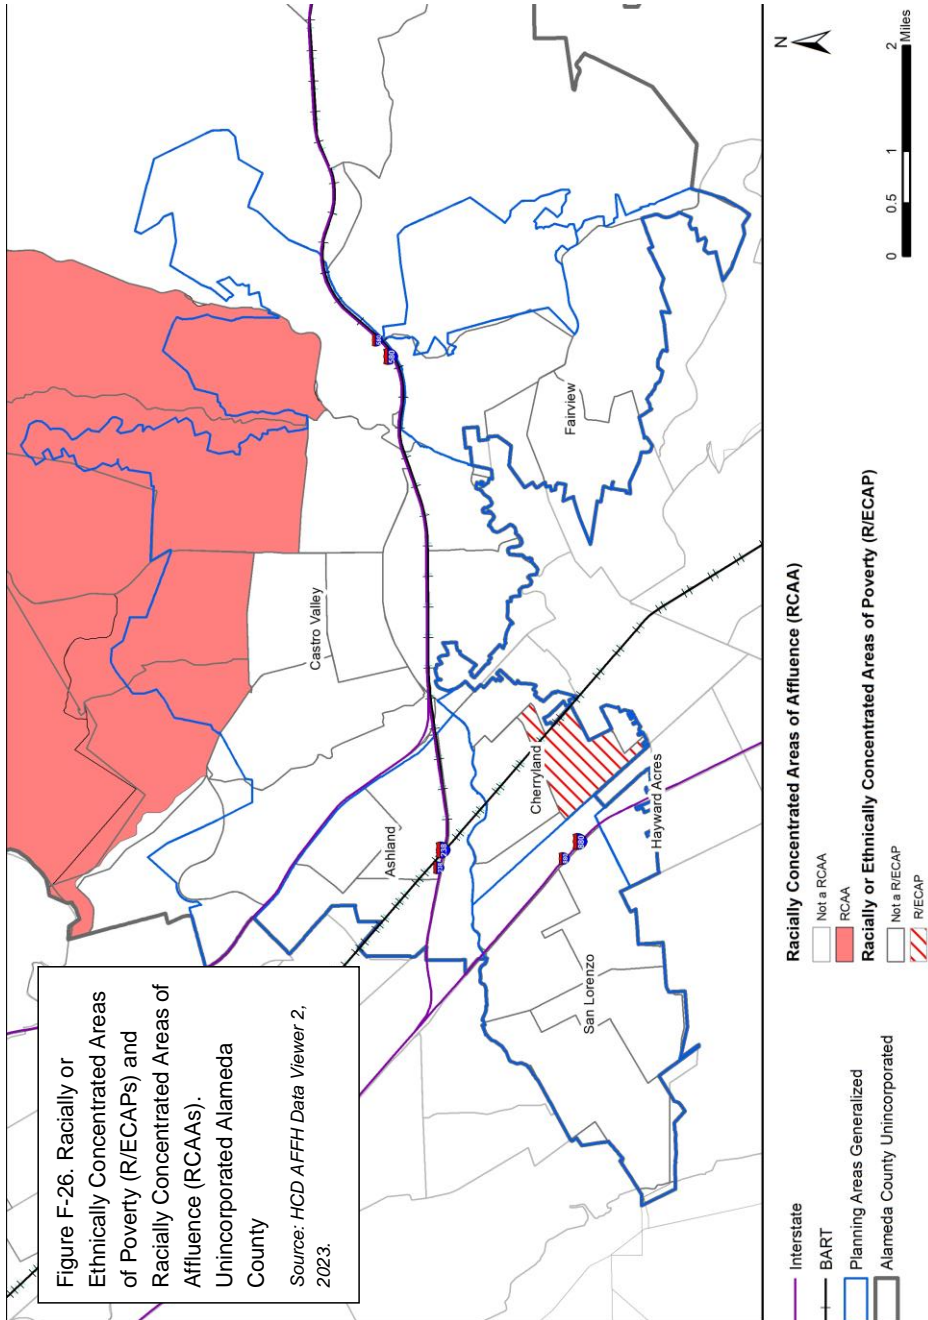 Figure F-26. Racially or
Ethnically Concentrated Areas
of Poverty (R/ECAPs) and
Racially Concentrated Areas of
Affluence (RCAAs).
Unincorporated Alameda
County
Source: HCD AFFH Data Viewer 2,
2023.
Castro Valley
Fairview
Ashland
Cherryland
Hayward Acres
San Lorenzo
Interstate
BART
Planning Areas Generalized
Alameda County Unincorporated
Racially Concentrated Areas of Affluence (RCAA)
Not a RCAA
RCAA
Racially or Ethnically Concentrated Areas of Poverty (R/ECAP)
Not a R/ECAP
R/ECAP
N
0 0.5 1 2
Miles